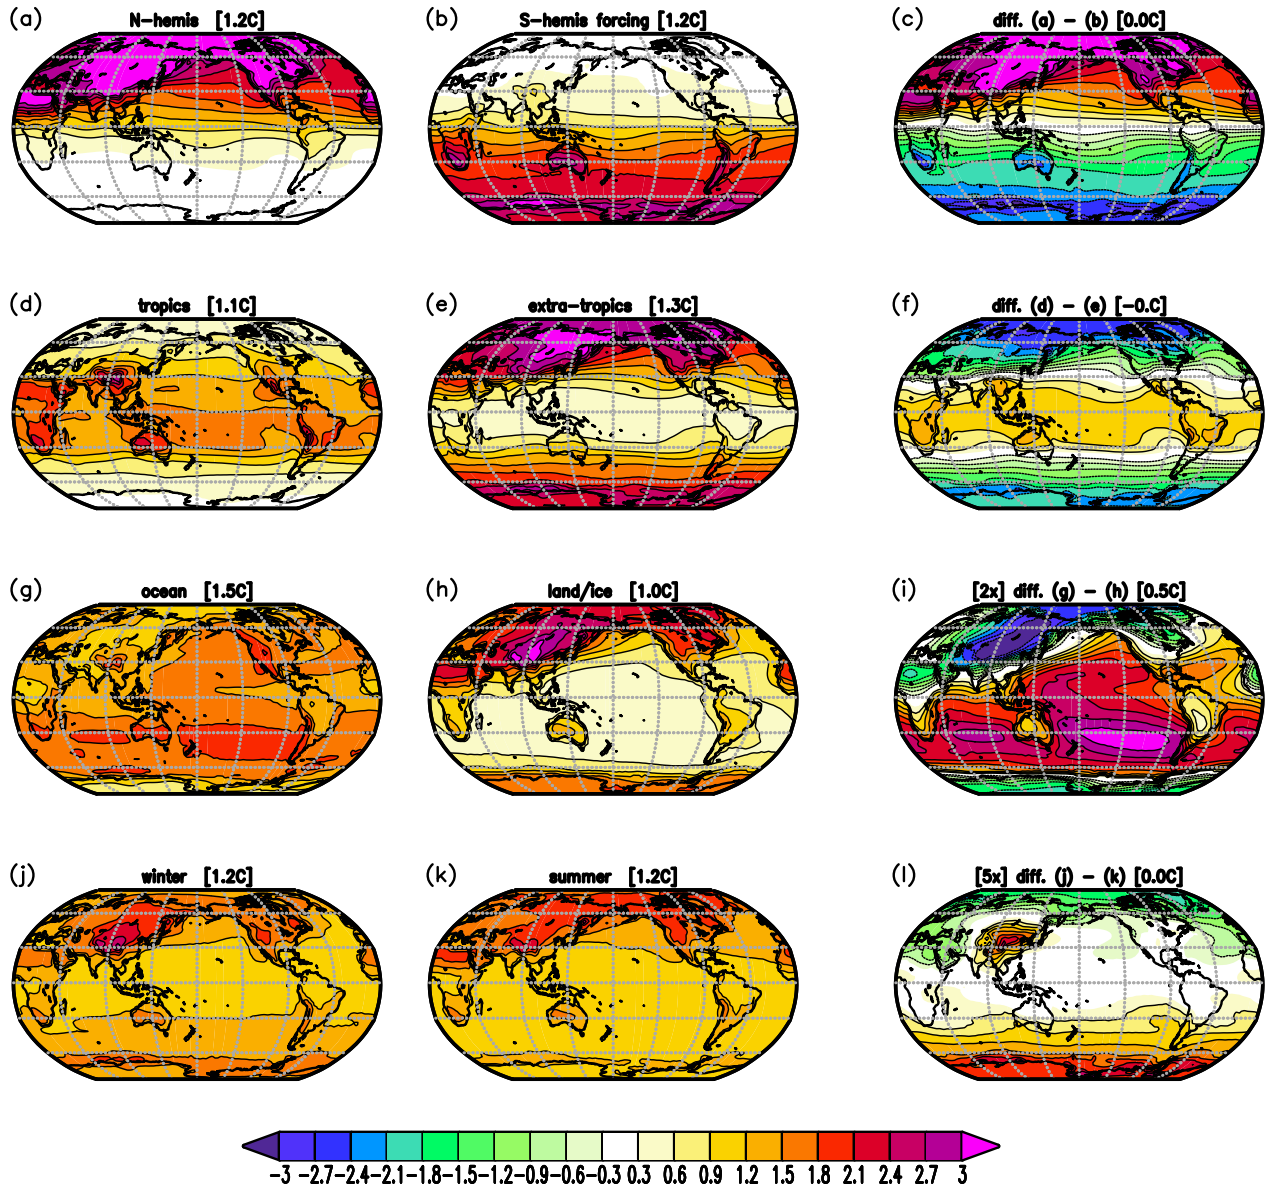 (a) N-hemis [1.2C]
(b) S-hemis forcing [1.2C]
(c) diff. (a) - (b) [0.0C]
(d) tropics [1.1C]
(e) extra-tropics [1.3C]
(f) diff. (d) - (e) [-0.C]
(g) ocean [1.5C]
(h) land/ice [1.0C]
(i) [2x] diff. (g) - (h) [0.5C]
(j) winter [1.2C]
(k) summer [1.2C]
(l) [5x] diff. (j) - (k) [0.0C]
-3 -2.7 -2.4 -2.1 -1.8 -1.5 -1.2 -0.9 -0.6 -0.3 0.3 0.6 0.9 1.2 1.5 1.8 2.1 2.4 2.7 3